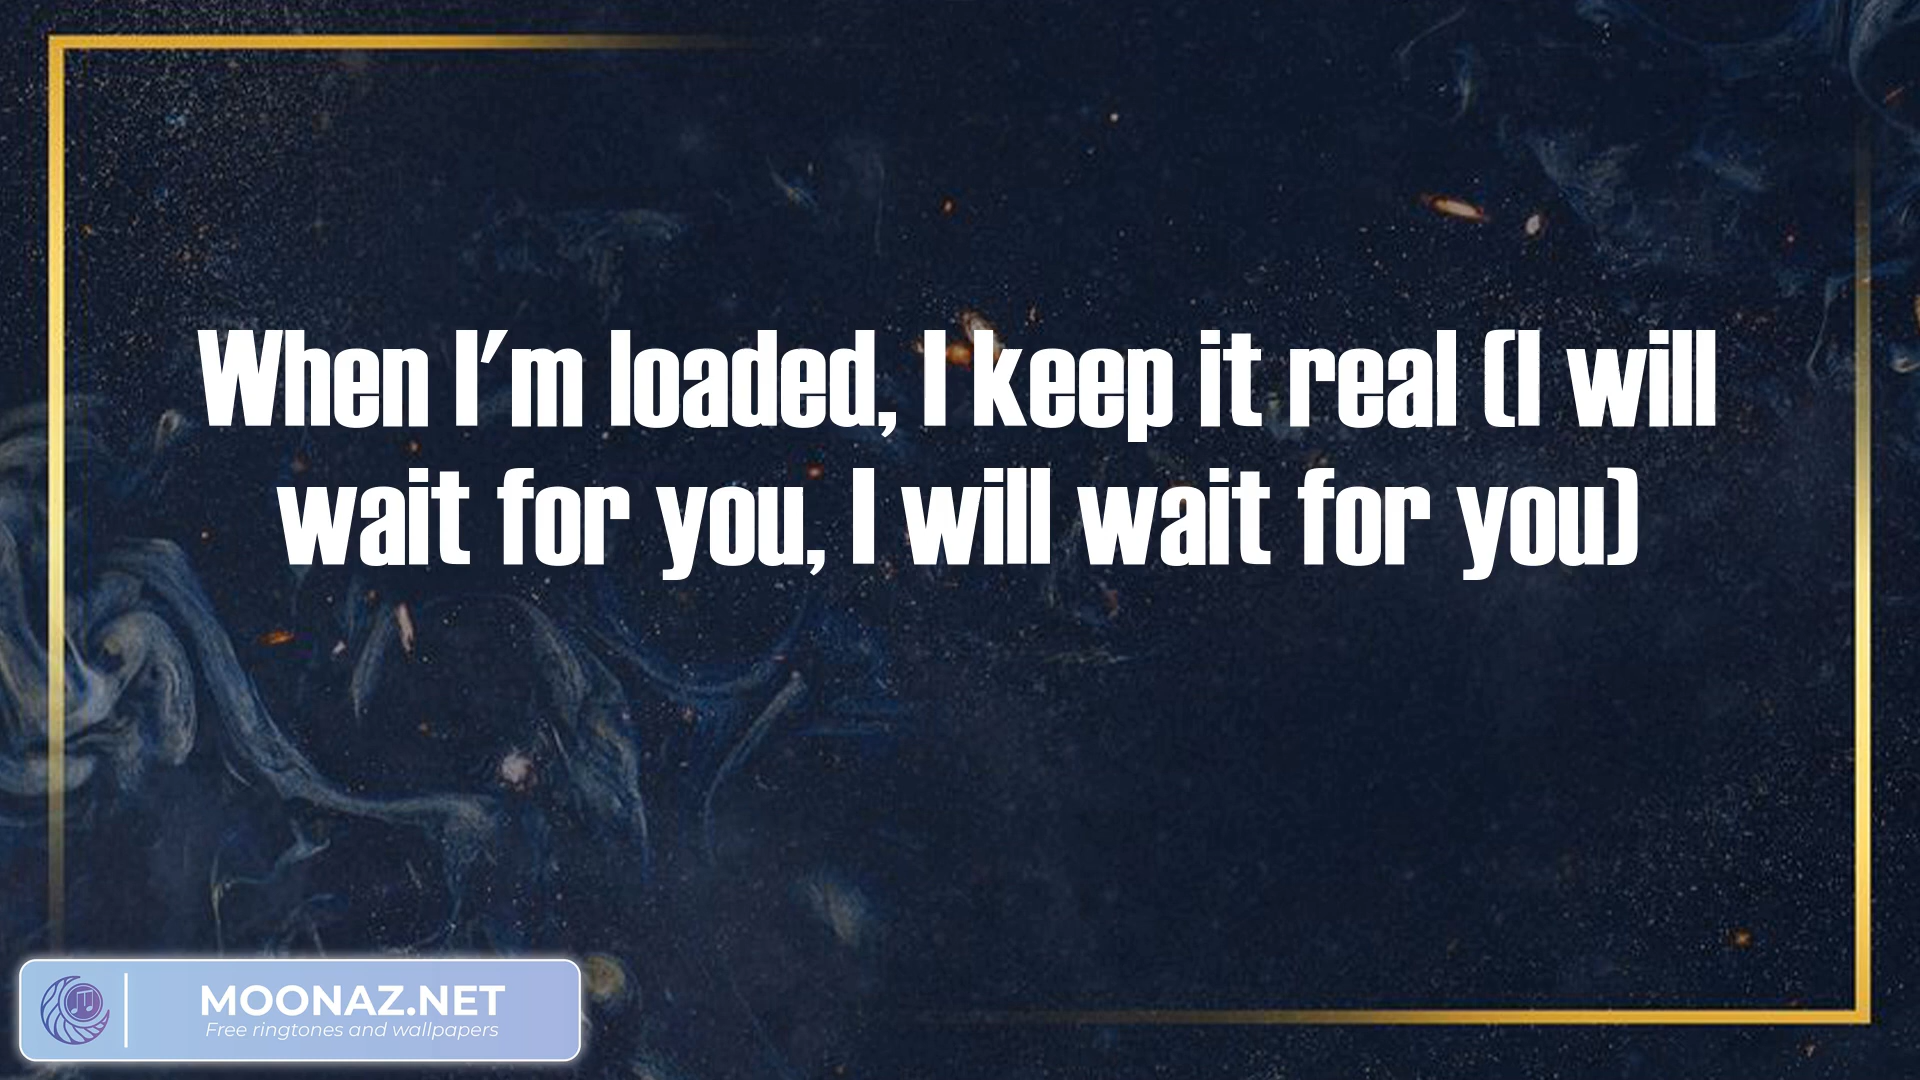 When I'm loaded, I keep it real (I will
wait for you, I will wait for you)
MOONAZ.NET
Free ringtones and wallpapers